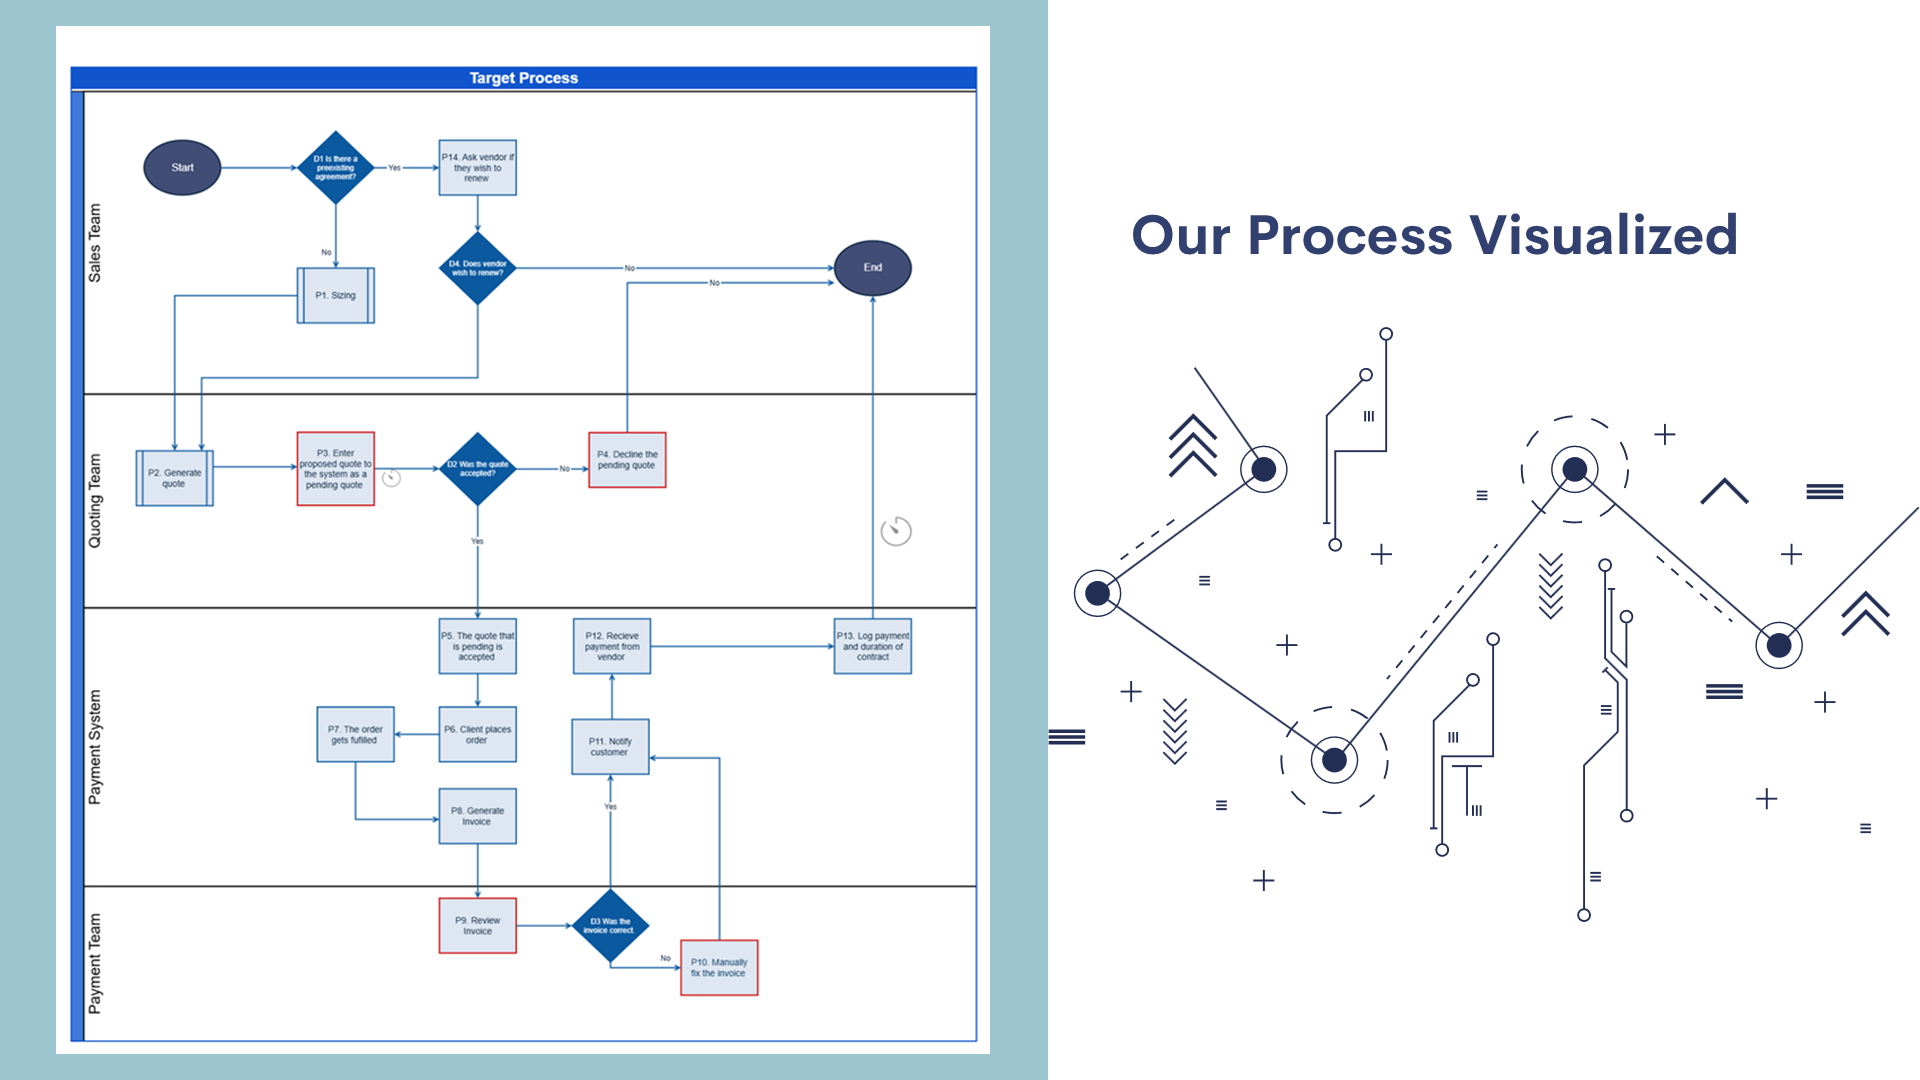 Target Process
Sales Team
Start
D1 Is there a
preexisting
agreement?
Yes
P14. Ask vendor if
they wish to
renew
No
P1. Sizing
D4. Does vendor
wish to renew?
No
No
End
Quoting Team
P2. Generate
quote
P3. Enter
proposed quote to
the system as a
pending quote
D2 Was the quote
accepted?
No
P4. Decline the
pending quote
Yes
Payment System
P5. The quote that
is pending is
accepted
P12. Recieve
payment from
vendor
P13. Log payment
and duration of
contract
P7. The order
gets fufilled
P6. Client places
order
P11. Notify
customer
P8. Generate
Invoice
Yes
Payment Team
P9. Review
Invoice
D3 Was the
invoice correct.
No
P10. Manually
fix the invoice
Our Process Visualized